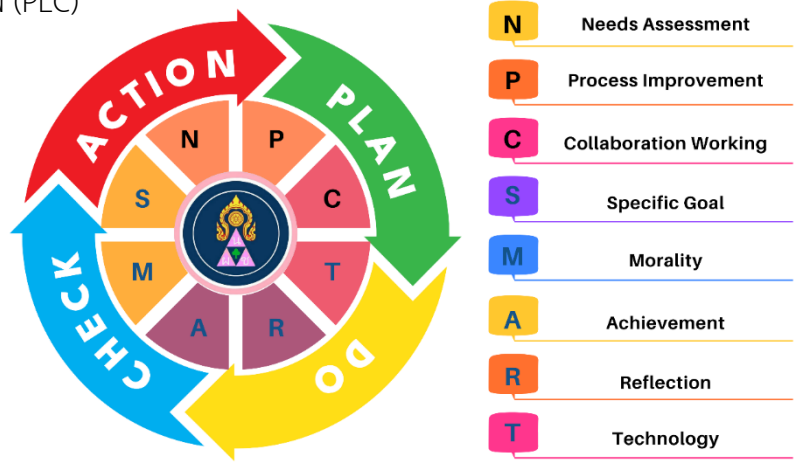 N (PLC)
ACTION
PLAN
DO
CHECK
N
P
C
T
R
A
M
S
N Needs Assessment
P Process Improvement
C Collaboration Working
S Specific Goal
M Morality
A Achievement
R Reflection
T Technology